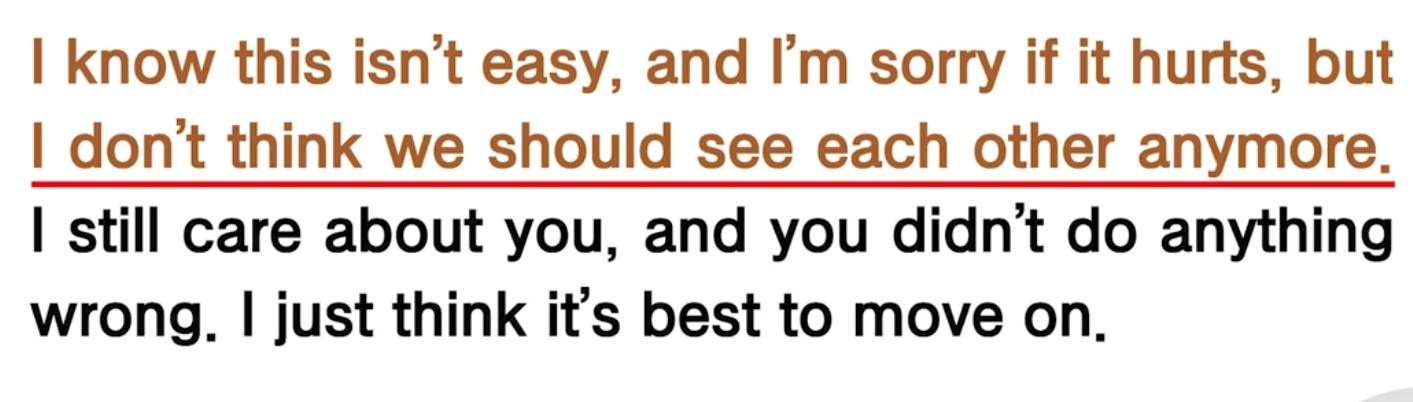 I know this isn’t easy, and I’m sorry if it hurts, but
I don’t think we should see each other anymore.
I still care about you, and you didn’t do anything
wrong. I just think it’s best to move on.